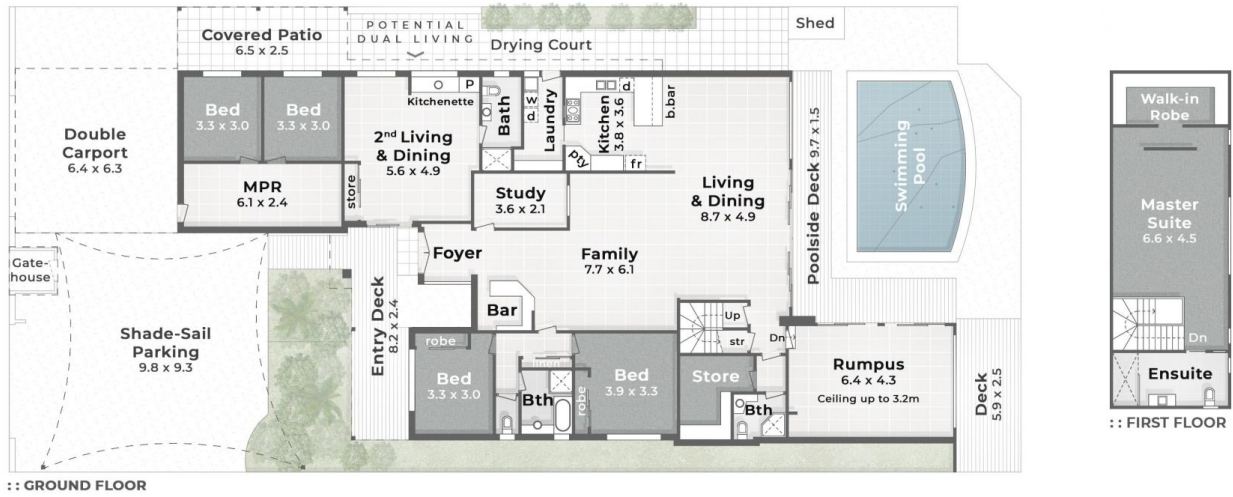 Covered Patio
6.5 x 2.5
POTENTIAL
DUAL LIVING
Drying Court
Shed
Double
Carport
6.4 x 6.3
Bed
3.3 x 3.0
Bed
3.3 x 3.0
Kitchenette
P
2nd Living
& Dining
5.6 x 4.9
Bath
w
d
Laundry
Kitchen
3.8 x 3.6
d
b.bar
pty
fr
MPR
6.1 x 2.4
store
Study
3.6 x 2.1
Living
& Dining
8.7 x 4.9
Poolside Deck 9.7 x 1.5
Swimming
Pool
Gate-
house
Foyer
Family
7.7 x 6.1
Shade-Sail
Parking
9.8 x 9.3
Entry Deck
8.2 x 2.4
Bar
Up
str
Dn
robe
Bed
3.3 x 3.0
Bth
robe
Bed
3.9 x 3.3
Store
Bth
Rumpus
6.4 x 4.3
Ceiling up to 3.2m
Deck
5.9 x 2.5
:: GROUND FLOOR
Walk-in
Robe
Master
Suite
6.6 x 4.5
Dn
Ensuite
:: FIRST FLOOR